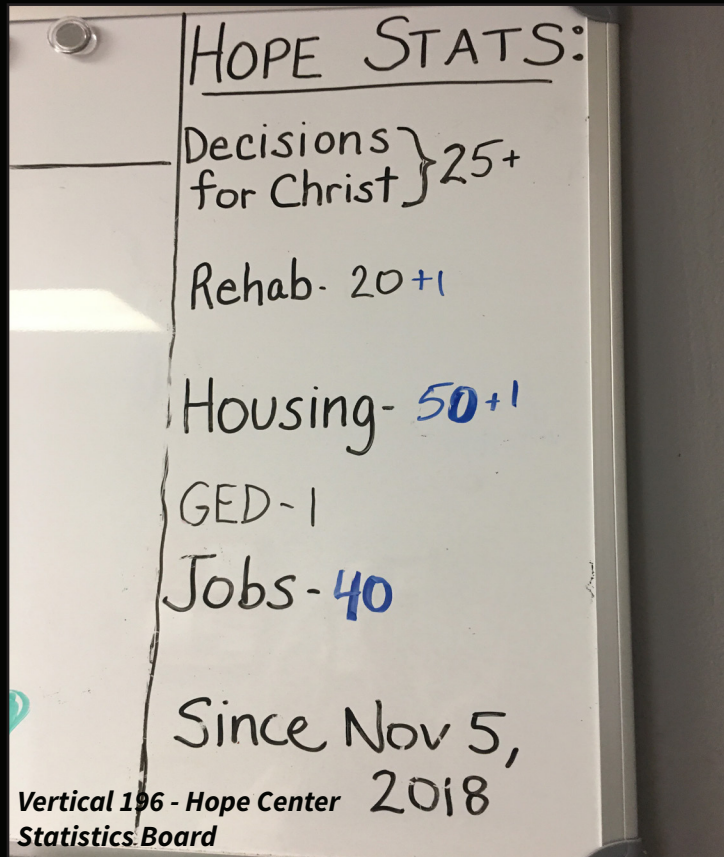 HOPE STATS:
Decisions
for Christ } 25+
Rehab - 20 +1
Housing - 50 +1
GED - 1
Jobs - 40
Since Nov 5,
2018
Vertical 196 - Hope Center
Statistics Board